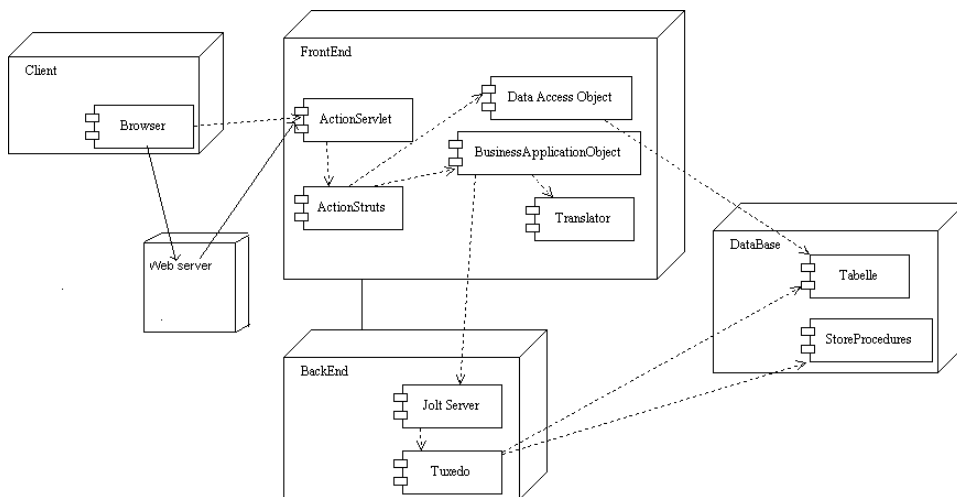 FrontEnd
Client
Data Access Object
ActionServlet
Browser
BusinessApplicationObject
ActionStruts
Translator
DataBase
Web server
Tabelle
StoreProcedures
BackEnd
Jolt Server
Tuxedo